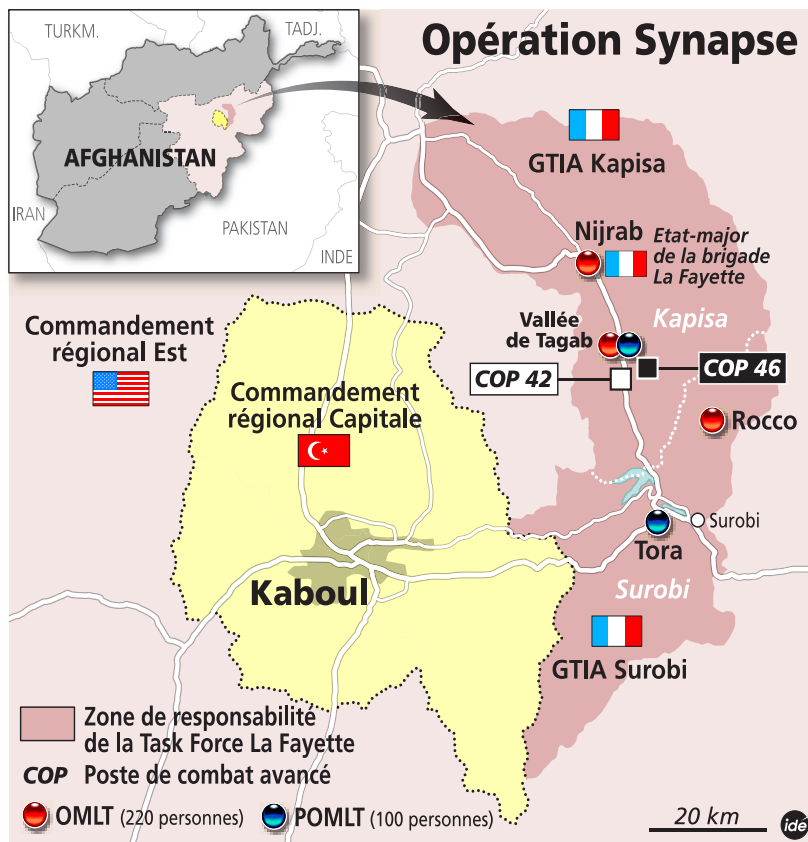 Opération Synapse
TURKM.
TADJ.
AFGHANISTAN
IRAN
PAKISTAN
INDE
GTIA Kapisa
Nijrab
Etat-major
de la brigade
La Fayette
Kapisa
Vallée
de Tagab
COP 42
COP 46
Rocco
Commandement
régional Est
Commandement
régional Capitale
Kaboul
Surobi
Tora
Surobi
GTIA Surobi
Zone de responsabilité
de la Task Force La Fayette
COP Poste de combat avancé
OMLT (220 personnes)
POMLT (100 personnes)
20 km
idé